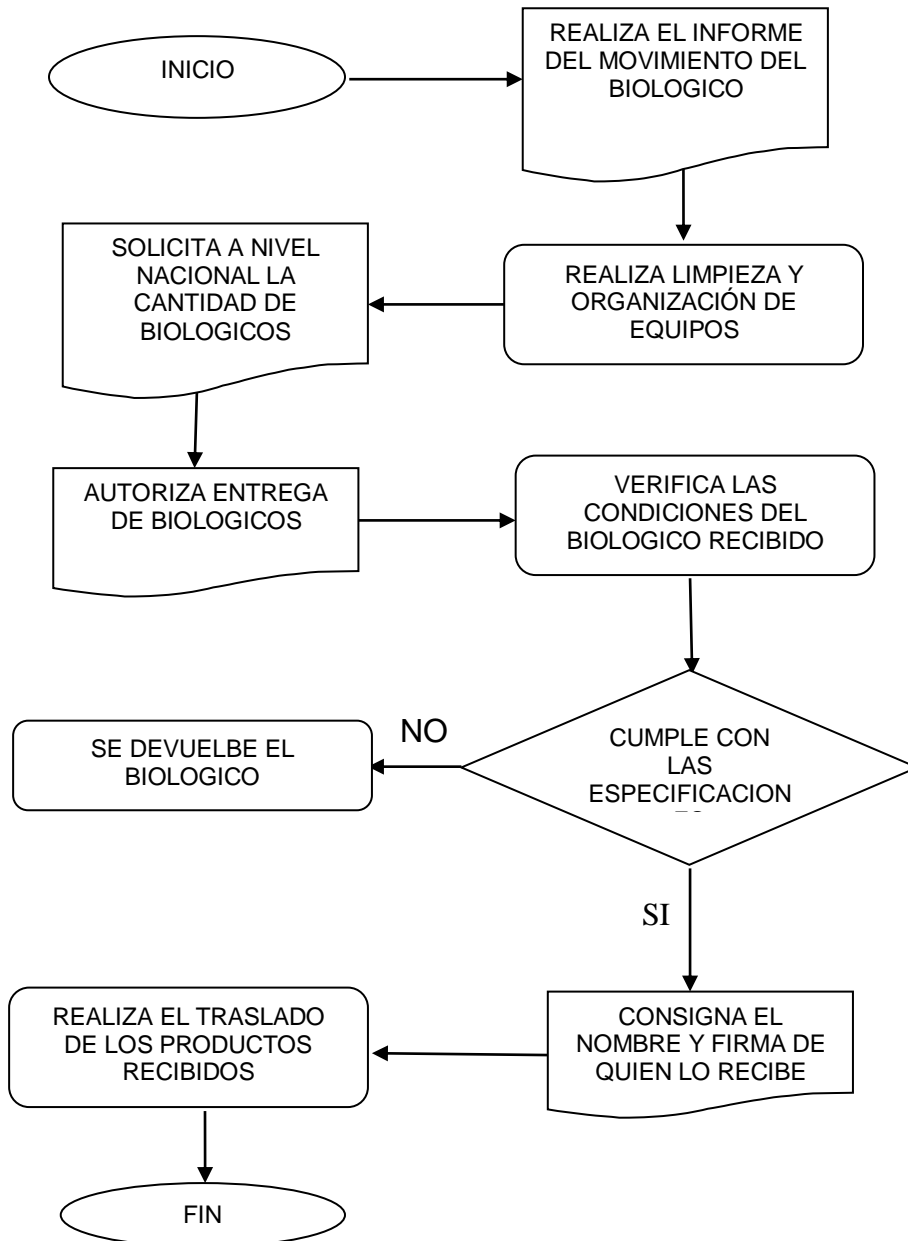 INICIO
REALIZA EL INFORME
DEL MOVIMIENTO DEL
BIOLOGICO
REALIZA LIMPIEZA Y
ORGANIZACIÓN DE
EQUIPOS
SOLICITA A NIVEL
NACIONAL LA
CANTIDAD DE
BIOLOGICOS
AUTORIZA ENTREGA
DE BIOLOGICOS
VERIFICA LAS
CONDICIONES DEL
BIOLOGICO RECIBIDO
CUMPLE CON
LAS
ESPECIFICACION
NO
SE DEVUELBE EL
BIOLOGICO
SI
CONSIGNA EL
NOMBRE Y FIRMA DE
QUIEN LO RECIBE
REALIZA EL TRASLADO
DE LOS PRODUCTOS
RECIBIDOS
FIN